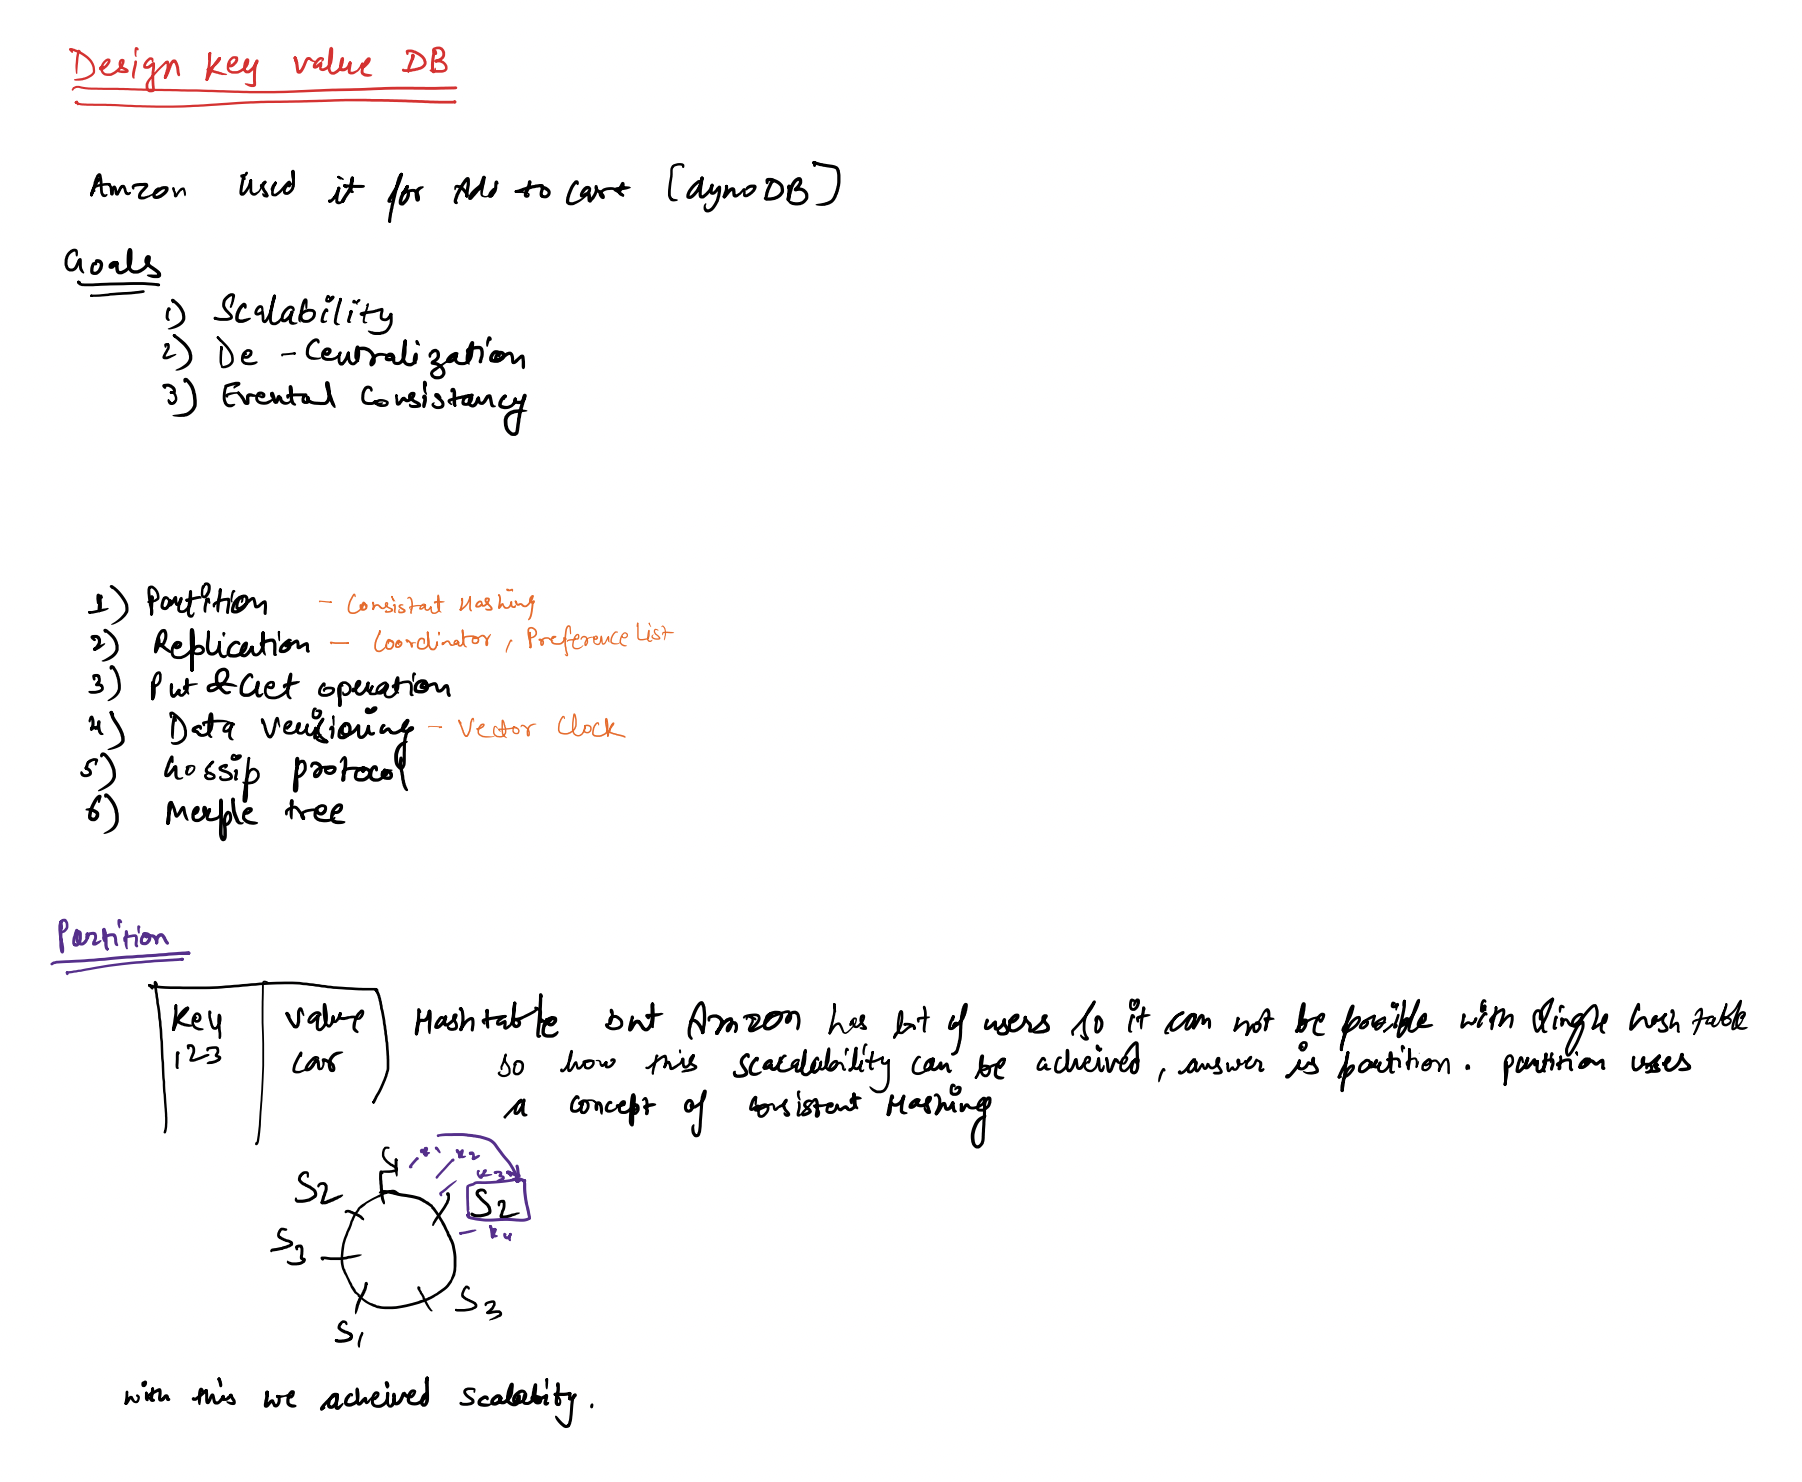 Design key value DB
Amzon used it for Add to cart [dynoDB]
Goals
1) Scalability
2) De - Centralization
3) Evental Consistancy
1) Partition - Consistant Hashing
2) Replication - Coordinator, Preference List
3) Put & Get operation
4) Data Versioning - Vector Clock
5) Gossip protocol
6) Merple tree
Partition
Key value Hashtable but Amzon has lot of users so it can not be possible with single hash table
123 car so how this scacalability can be acheived, answer is partition. partition uses
a concept of consistent Hashing
k1 k2
k3
S2 S2
k4
S3
S3
S1
with this we acheived scalabity.